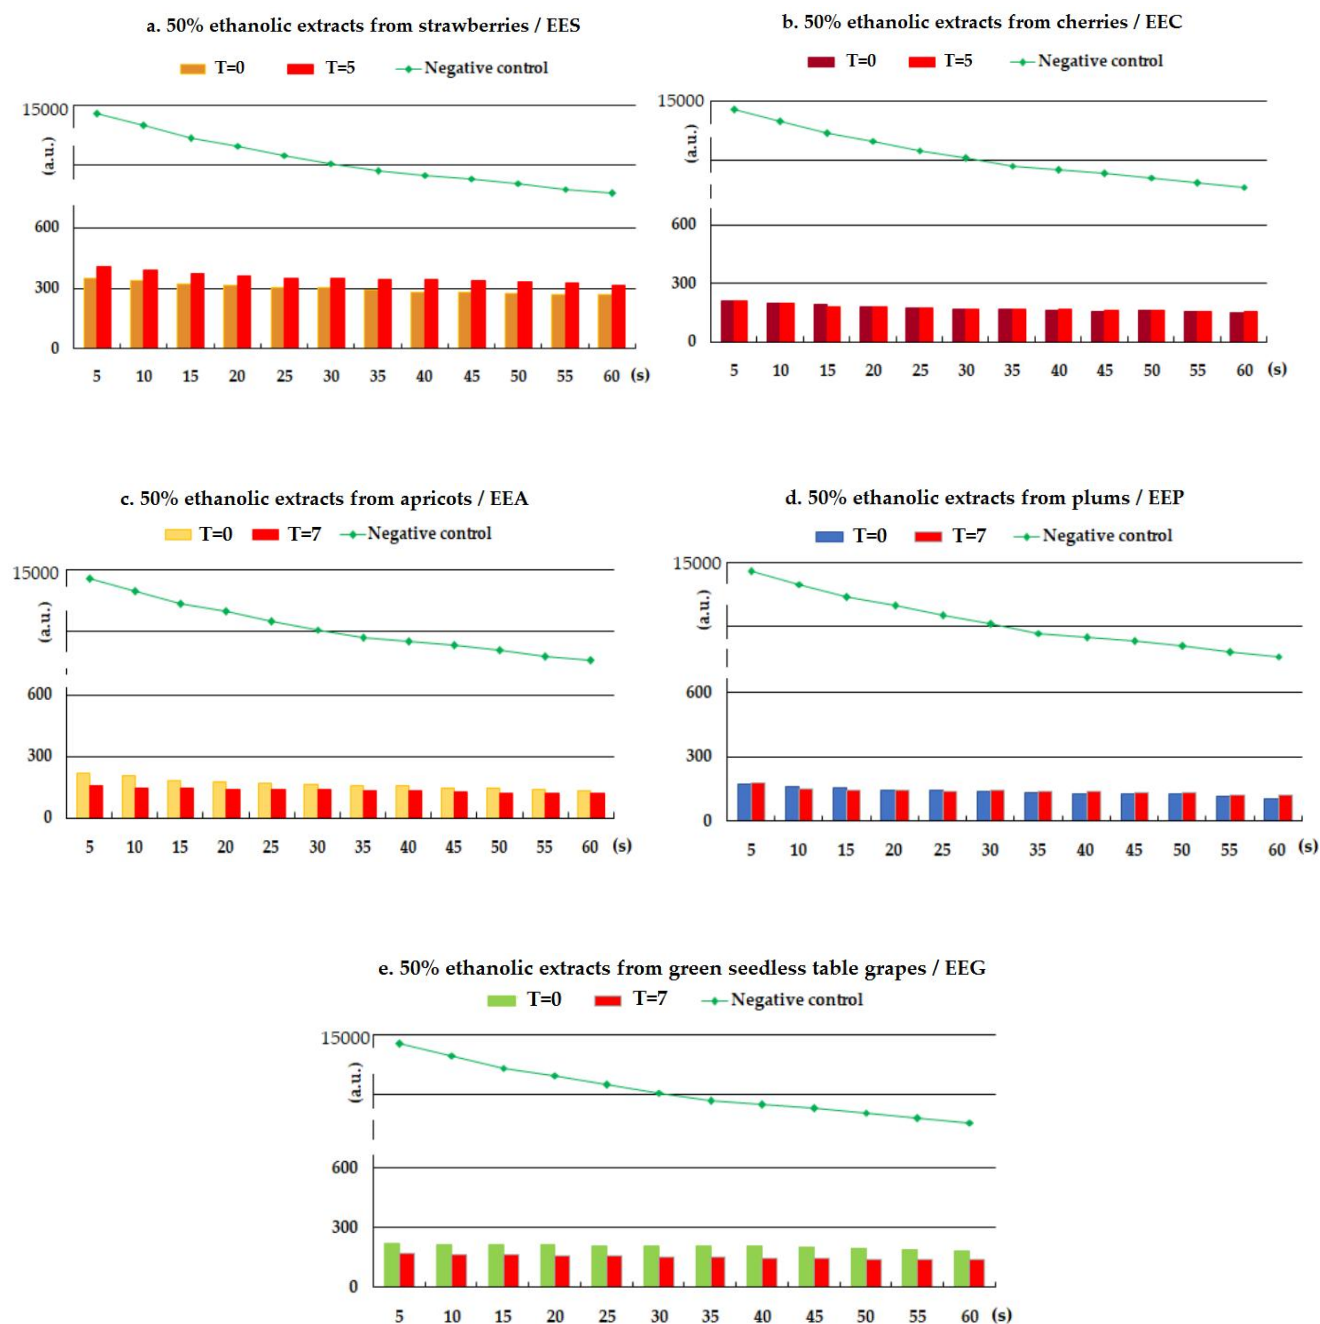 a. 50% ethanolic extracts from strawberries / EES
T=0 T=5 Negative control
15000
(a.u.)
600
300
0
5 10 15 20 25 30 35 40 45 50 55 60 (s)
b. 50% ethanolic extracts from cherries / EEC
T=0 T=5 Negative control
15000
(a.u.)
600
300
0
5 10 15 20 25 30 35 40 45 50 55 60 (s)
c. 50% ethanolic extracts from apricots / EEA
T=0 T=7 Negative control
15000
(a.u.)
600
300
0
5 10 15 20 25 30 35 40 45 50 55 60 (s)
d. 50% ethanolic extracts from plums / EEP
T=0 T=7 Negative control
15000
(a.u.)
600
300
0
5 10 15 20 25 30 35 40 45 50 55 60 (s)
e. 50% ethanolic extracts from green seedless table grapes / EEG
T=0 T=7 Negative control
15000
(a.u.)
600
300
0
5 10 15 20 25 30 35 40 45 50 55 60 (s)